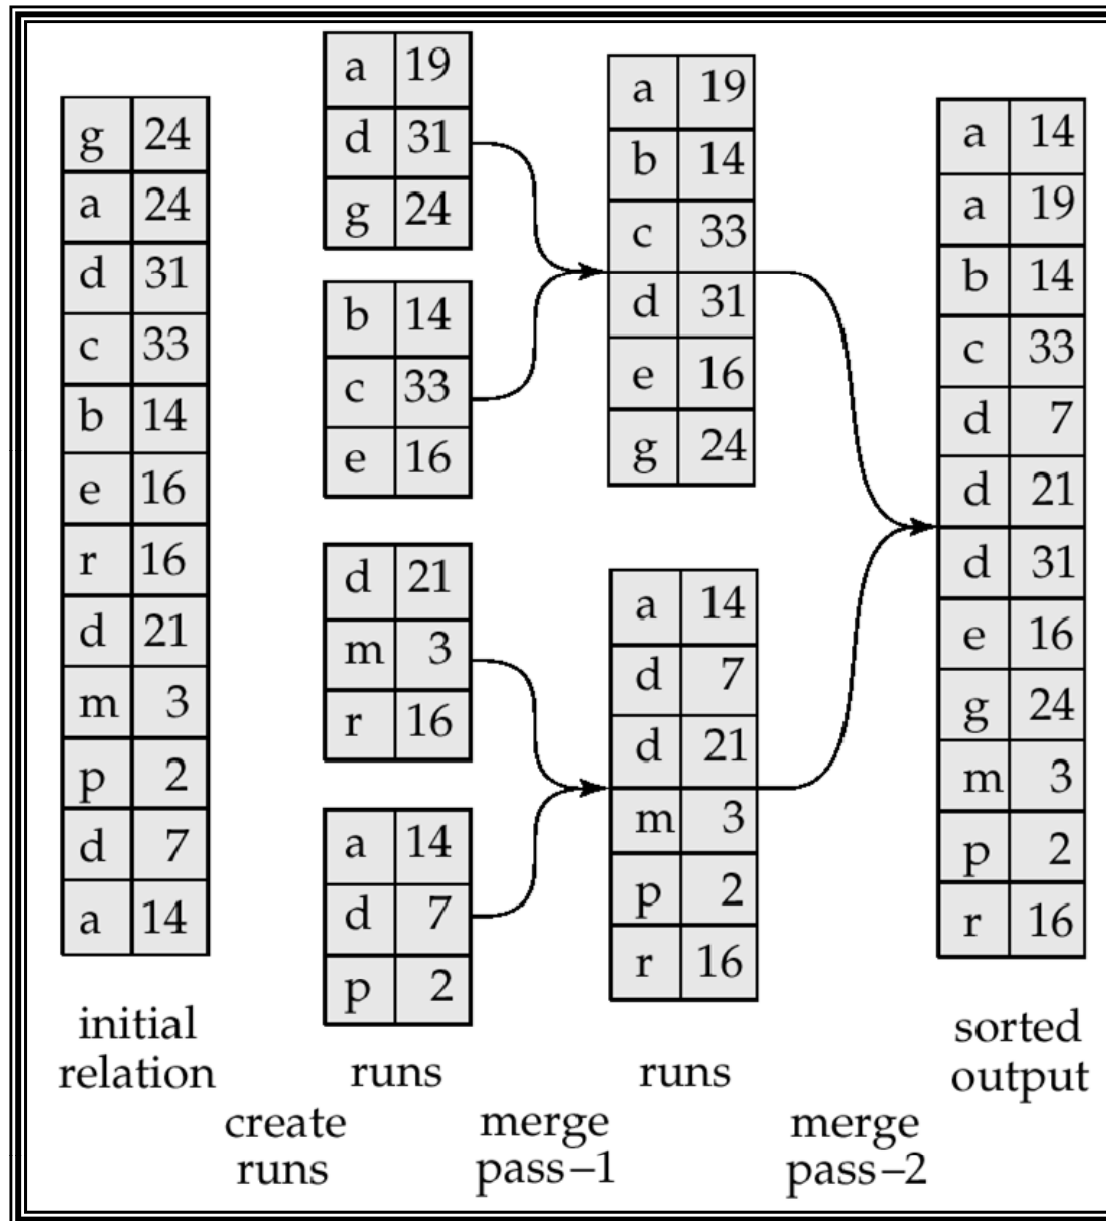 g 24
a 24
d 31
c 33
b 14
e 16
r 16
d 21
m 3
p 2
d 7
a 14
initial
relation
create
runs
a 19
d 31
g 24
b 14
c 33
e 16
d 21
m 3
r 16
a 14
d 7
p 2
runs
merge
pass–1
a 19
b 14
c 33
d 31
e 16
g 24
a 14
d 7
d 21
m 3
p 2
r 16
runs
merge
pass–2
a 14
a 19
b 14
c 33
d 7
d 21
d 31
e 16
g 24
m 3
p 2
r 16
sorted
output